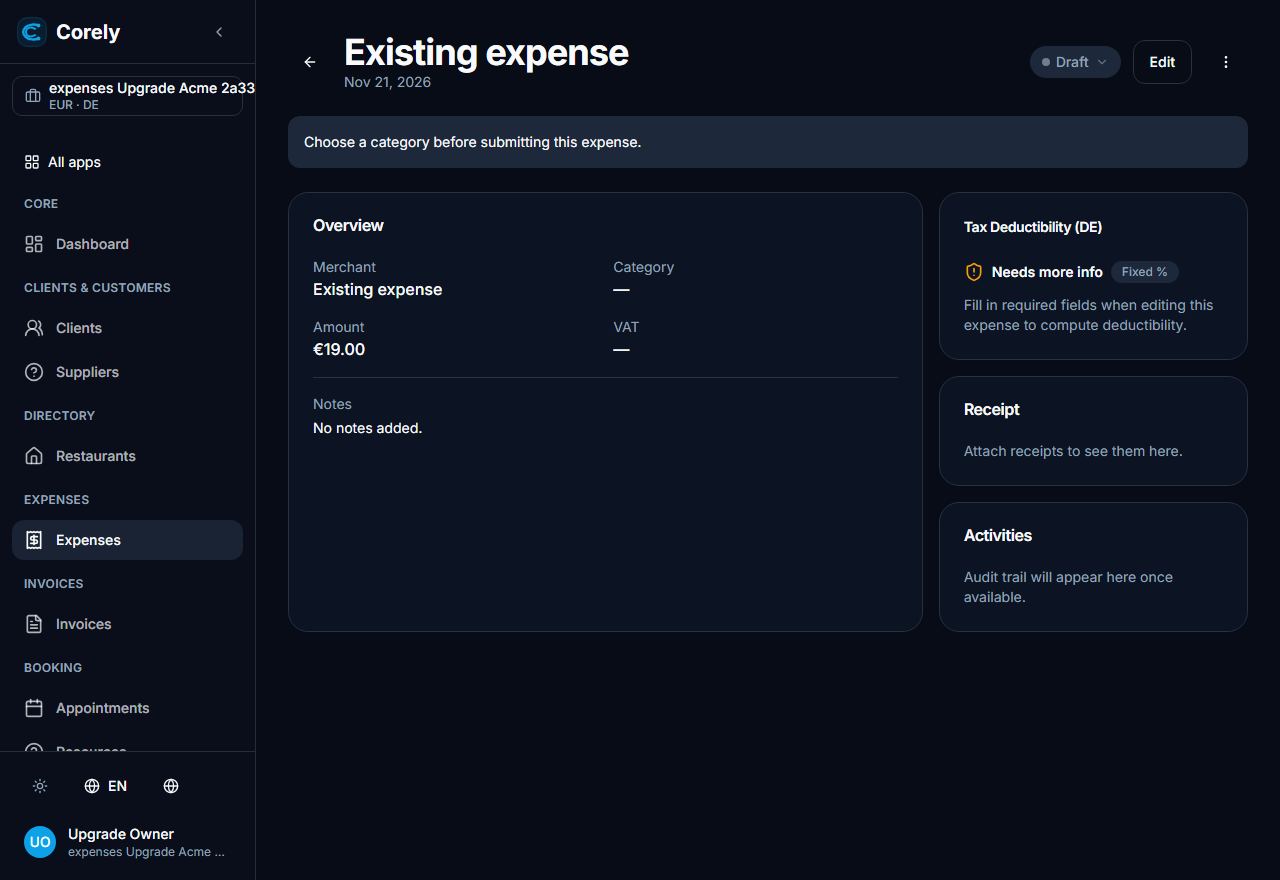 Corely
expenses Upgrade Acme 2a33
EUR · DE
All apps
CORE
Dashboard
CLIENTS & CUSTOMERS
Clients
Suppliers
DIRECTORY
Restaurants
EXPENSES
Expenses
INVOICES
Invoices
BOOKING
Appointments
Resources
EN
UO
Upgrade Owner
expenses Upgrade Acme ...
Existing expense
Nov 21, 2026
Draft
Edit
Choose a category before submitting this expense.
Overview
Merchant
Existing expense
Category
—
Amount
€19.00
VAT
—
Notes
No notes added.
Tax Deductibility (DE)
Needs more info
Fixed %
Fill in required fields when editing this
expense to compute deductibility.
Receipt
Attach receipts to see them here.
Activities
Audit trail will appear here once
available.